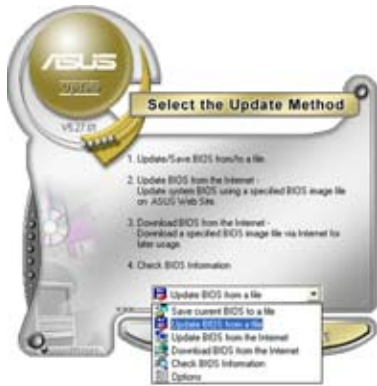 ASUS
Update
Select the Update Method
1. Update/Save BIOS from/to a file.
2. Update BIOS from the Internet -
Update system BIOS using a specified BIOS image file
on ASUS Web Site.
3. Download BIOS from the Internet -
Download a specified BIOS image file via Internet for
later usage.
4. Check BIOS Information
Update BIOS from a file
Save current BIOS to a file
Update BIOS from a file
Update BIOS from the Internet
Download BIOS from the Internet
Check BIOS Information
Options